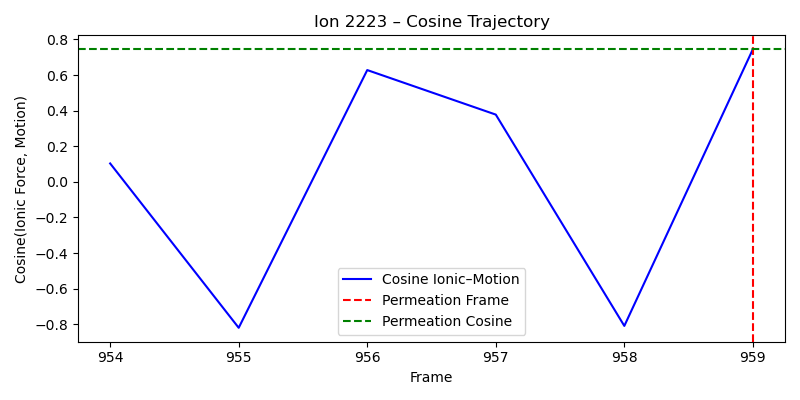 Ion 2223 – Cosine Trajectory
Cosine(Ionic Force, Motion)
0.8
0.6
0.4
0.2
0.0
−0.2
−0.4
−0.6
−0.8
Cosine Ionic–Motion
Permeation Frame
Permeation Cosine
954 955 956 957 958 959
Frame